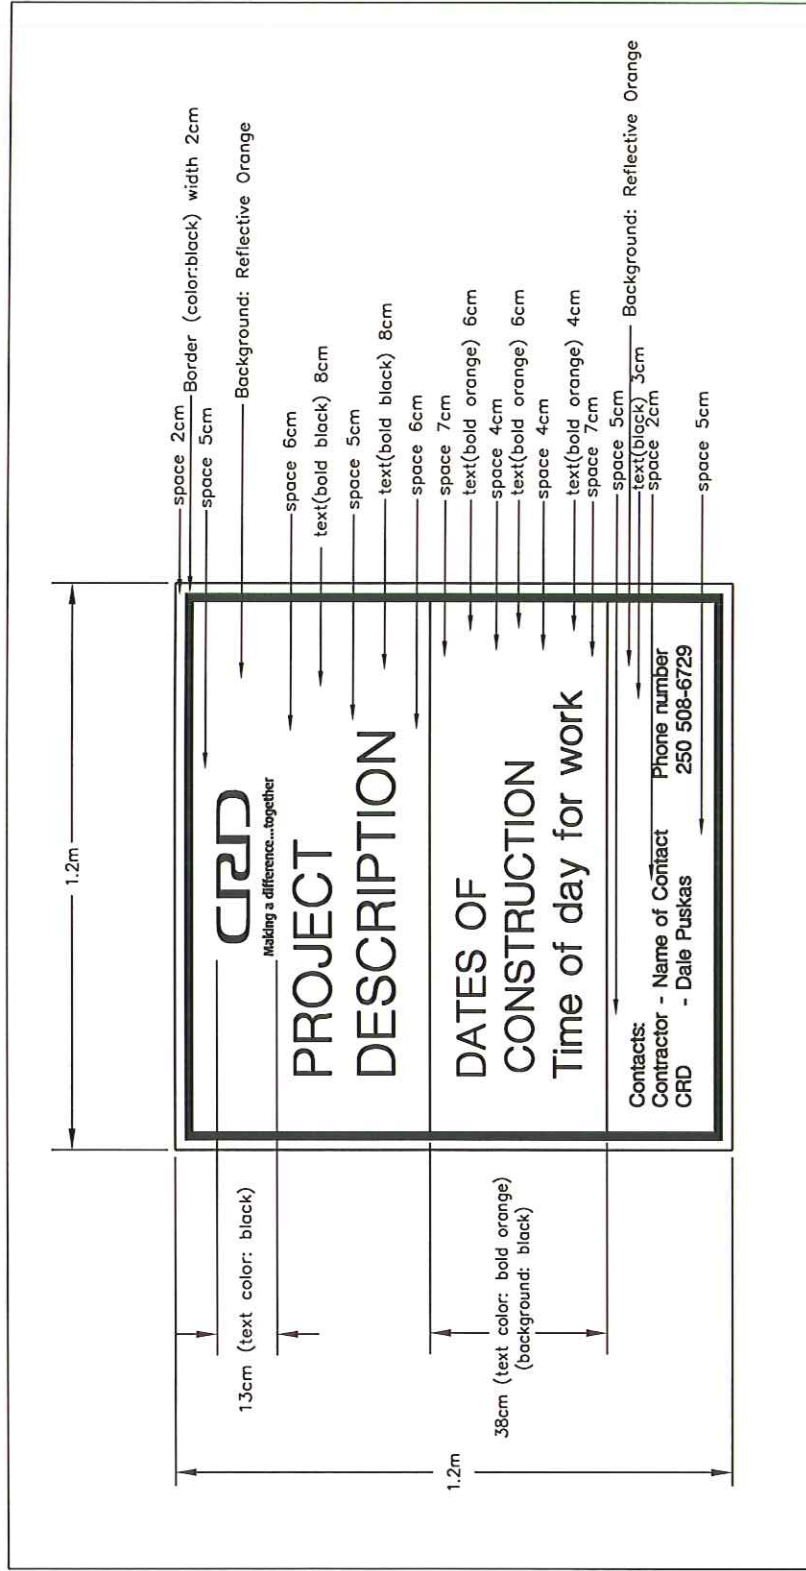 1.2m
space 2cm
Border (color:black) width 2cm
space 5cm
Background: Reflective Orange
space 6cm
text(bold black) 8cm
space 5cm
text(bold black) 8cm
space 6cm
space 7cm
text(bold orange) 6cm
space 4cm
text(bold orange) 6cm
space 4cm
text(bold orange) 4cm
space 7cm
space 5cm
Background: Reflective Orange
text(black) 3cm
space 2cm
space 5cm
13cm (text color: black)
38cm (text color: bold orange)
(background: black)
1.2m
CRD
Making a difference...together
PROJECT
DESCRIPTION
DATES OF
CONSTRUCTION
Time of day for work
Contacts:
Contractor - Name of Contact Phone number
CRD - Dale Puskas 250 508-6729